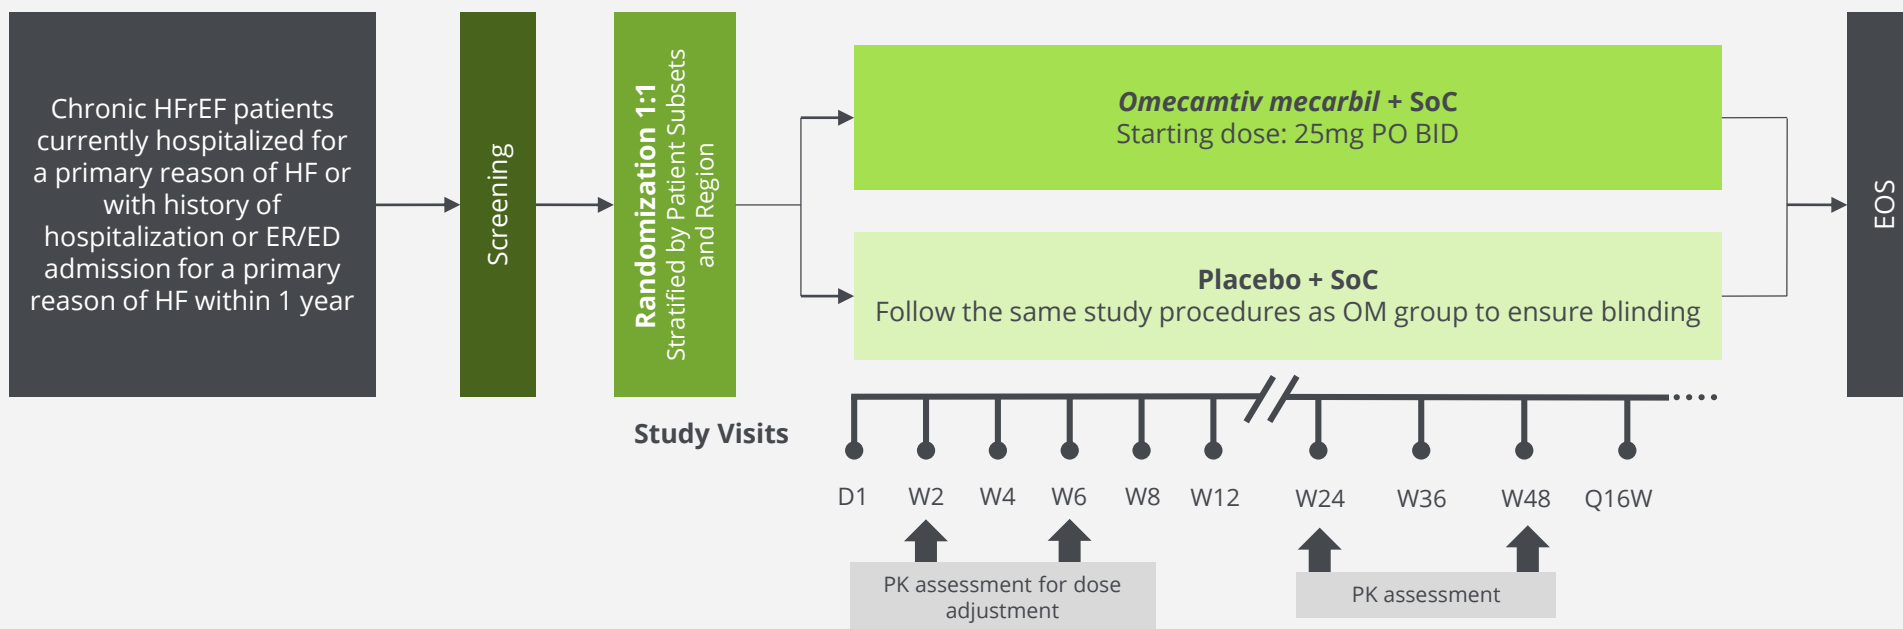 Chronic HFrEF patients
currently hospitalized for
a primary reason of HF or
with history of
hospitalization or ER/ED
admission for a primary
reason of HF within 1 year
Screening
Randomization 1:1
Stratified by Patient Subsets
and Region
Omecamtiv mecarbil + SoC
Starting dose: 25mg PO BID
Placebo + SoC
Follow the same study procedures as OM group to ensure blinding
EOS
Study Visits
D1 W2 W4 W6 W8 W12 W24 W36 W48 Q16W
PK assessment for dose
adjustment
PK assessment